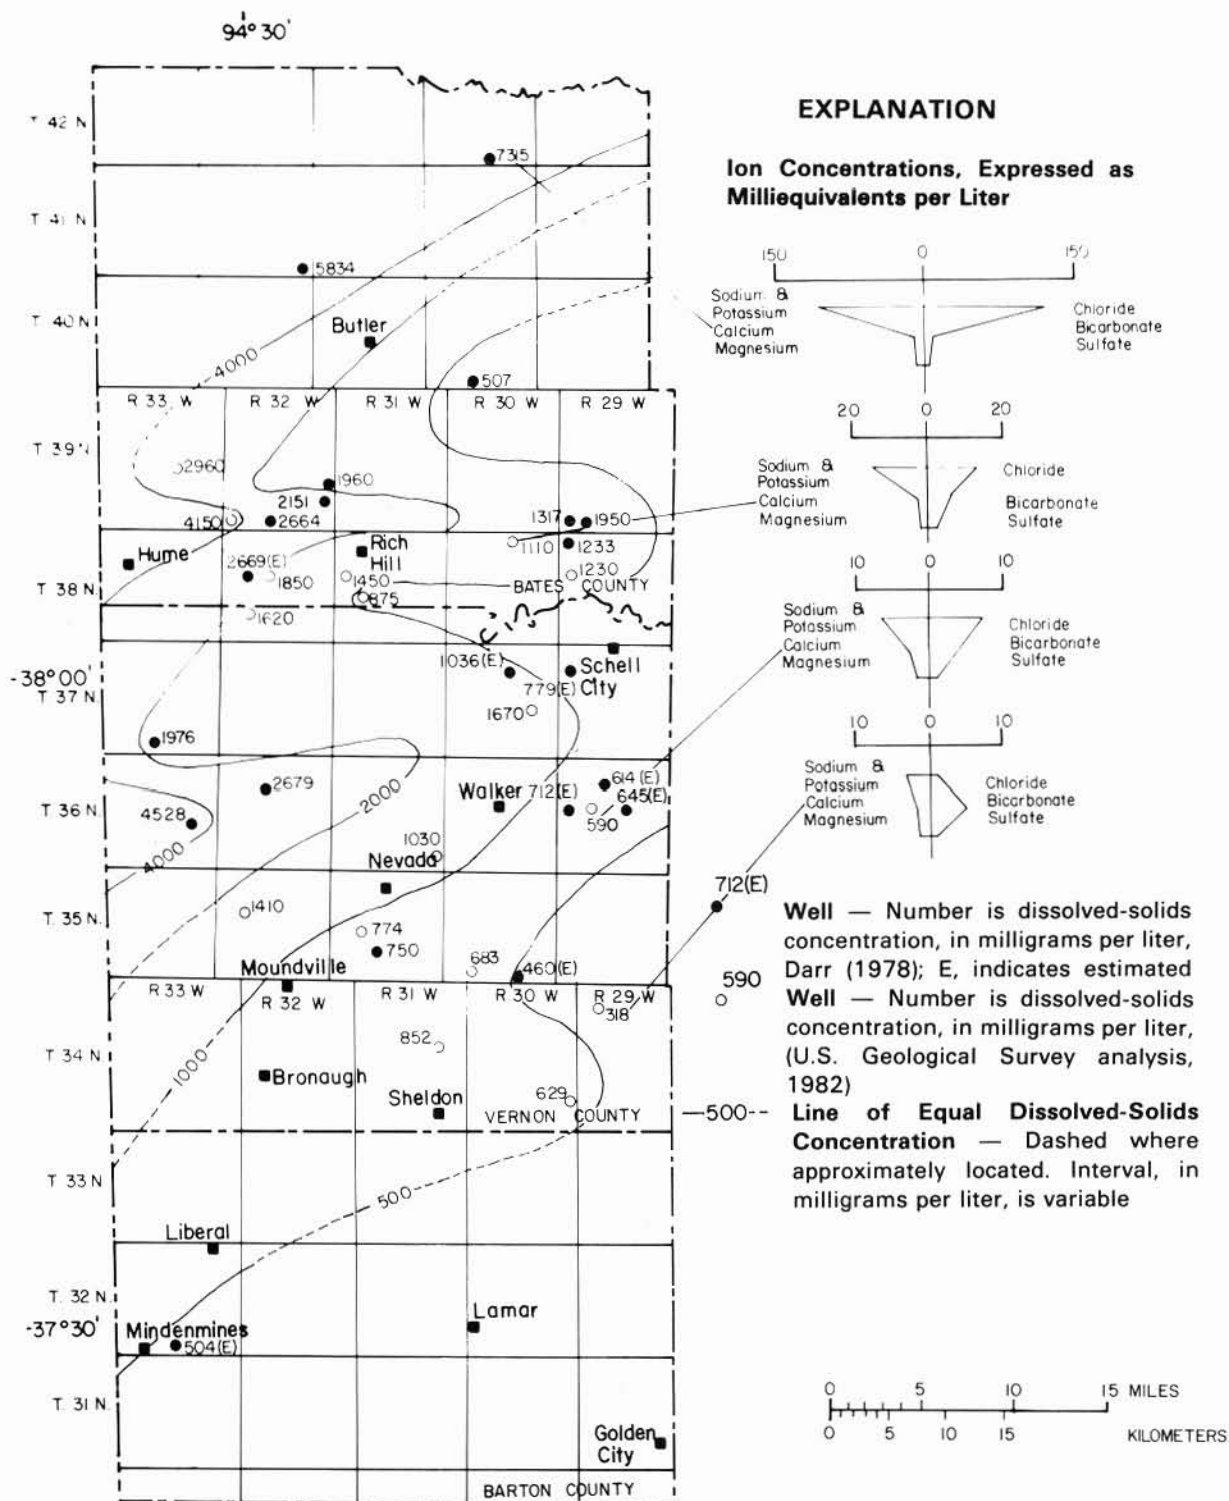 94°30'
T 42 N
7315
T 41 N
5834
T 40 N
Butler
4000
507
R 33 W
R 32 W
R 31 W
R 30 W
R 29 W
T 39 N
2960
1960
2151
4150
2664
1317
1950
Hume
Rich
Hill
1110
1233
2669(E)
1850
1450
1230
T 38 N
875
BATES COUNTY
1620
-38°00'
T 37 N.
1036(E)
779(E)
Schell
City
1670
1976
2679
2000
Walker
712(E)
614(E)
645(E)
590
T 36 N
4528
1030
4000
Nevada
T. 35 N.
1410
774
750
683
460(E)
Moundville
R 33 W
R 32 W
R 31 W
R 30 W
R 29 W
318
T 34 N
852
1000
Bronaugh
Sheldon
629
VERNON COUNTY
T 33 N
500
Liberal
T. 32 N.
-37°30'
Mindenmines
504(E)
Lamar
T. 31 N.
Golden
City
BARTON COUNTY
EXPLANATION
Ion Concentrations, Expressed as
Milliequivalents per Liter
150 0 150
Sodium &
Potassium
Calcium
Magnesium
Chloride
Bicarbonate
Sulfate
20 0 20
Sodium &
Potassium
Calcium
Magnesium
Chloride
Bicarbonate
Sulfate
10 0 10
Sodium &
Potassium
Calcium
Magnesium
Chloride
Bicarbonate
Sulfate
10 0 10
Sodium &
Potassium
Calcium
Magnesium
Chloride
Bicarbonate
Sulfate
712(E)
Well — Number is dissolved-solids
concentration, in milligrams per liter,
Darr (1978); E, indicates estimated
590
Well — Number is dissolved-solids
concentration, in milligrams per liter,
(U.S. Geological Survey analysis,
1982)
—500-- Line of Equal Dissolved-Solids
Concentration — Dashed where
approximately located. Interval, in
milligrams per liter, is variable
0 5 10 15 MILES
0 5 10 15 KILOMETERS